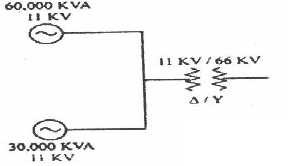 60.000 KVA
11 KV
11 KV / 66 KV
Δ / Y
30.000 KVA
11 KV